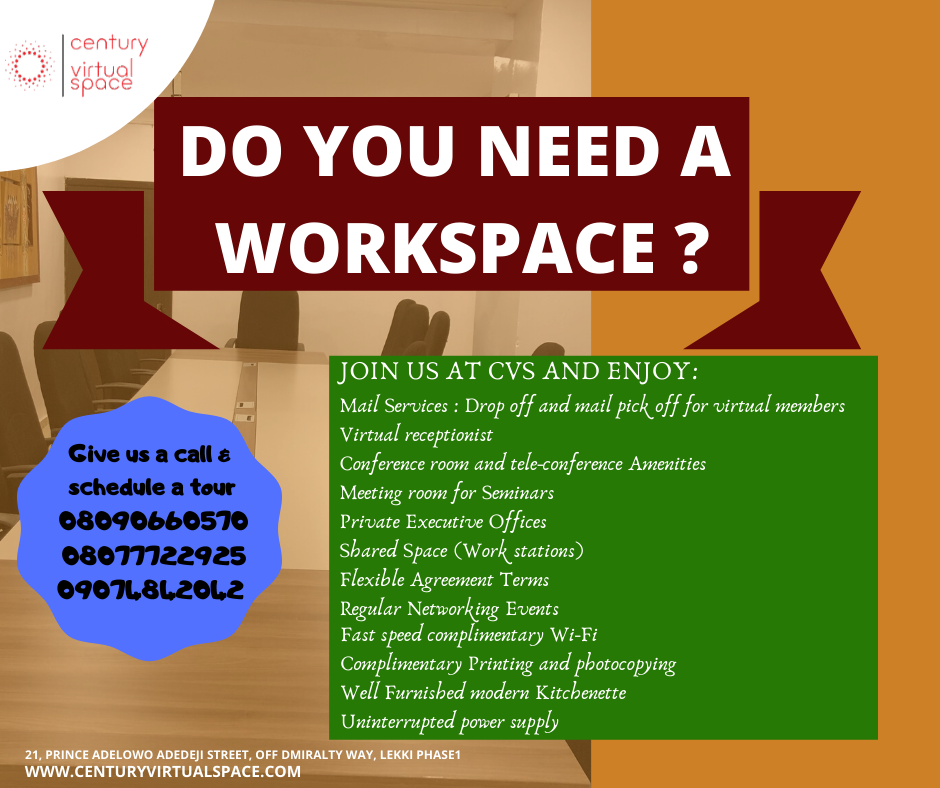 century
virtual
space
DO YOU NEED A
WORKSPACE ?
JOIN US AT CVS AND ENJOY:
Mail Services : Drop off and mail pick off for virtual members
Virtual receptionist
Conference room and tele-conference Amenities
Meeting room for Seminars
Private Executive Offices
Shared Space (Work stations)
Flexible Agreement Terms
Regular Networking Events
Fast speed complimentary Wi-Fi
Complimentary Printing and photocopying
Well Furnished modern Kitchenette
Uninterrupted power supply
Give us a call &
schedule a tour
08090660570
08077722925
09074842042
21, PRINCE ADELOWO ADEDEJI STREET, OFF DMIRALTY WAY, LEKKI PHASE1
WWW.CENTURYVIRTUALSPACE.COM